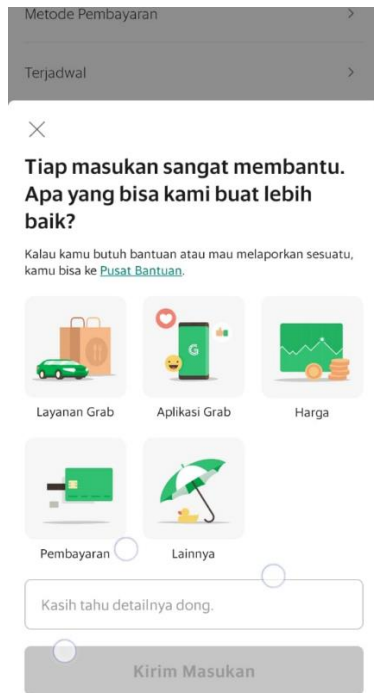 Metode Pembayaran
Terjadwal
Tiap masukan sangat membantu.
Apa yang bisa kami buat lebih
baik?
Kalau kamu butuh bantuan atau mau melaporkan sesuatu,
kamu bisa ke Pusat Bantuan.
G
Layanan Grab
Aplikasi Grab
Harga
Pembayaran
Lainnya
Kasih tahu detailnya dong.
Kirim Masukan